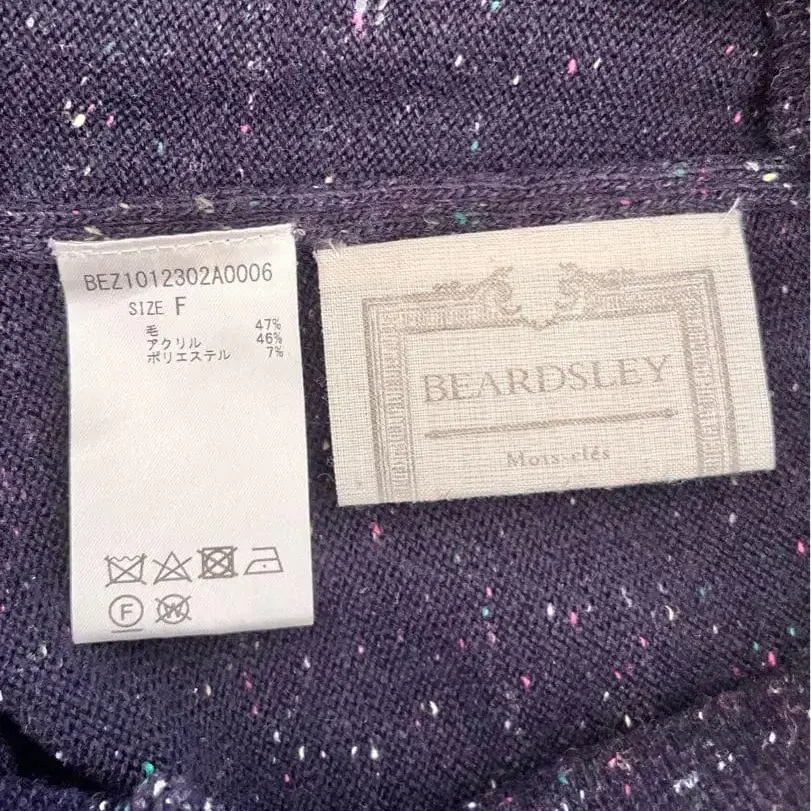 BEZ1012302A0006
SIZE F
毛 47%
アクリル 46%
ポリエステル 7%
F
W
BEARDSLEY
Mots-clés